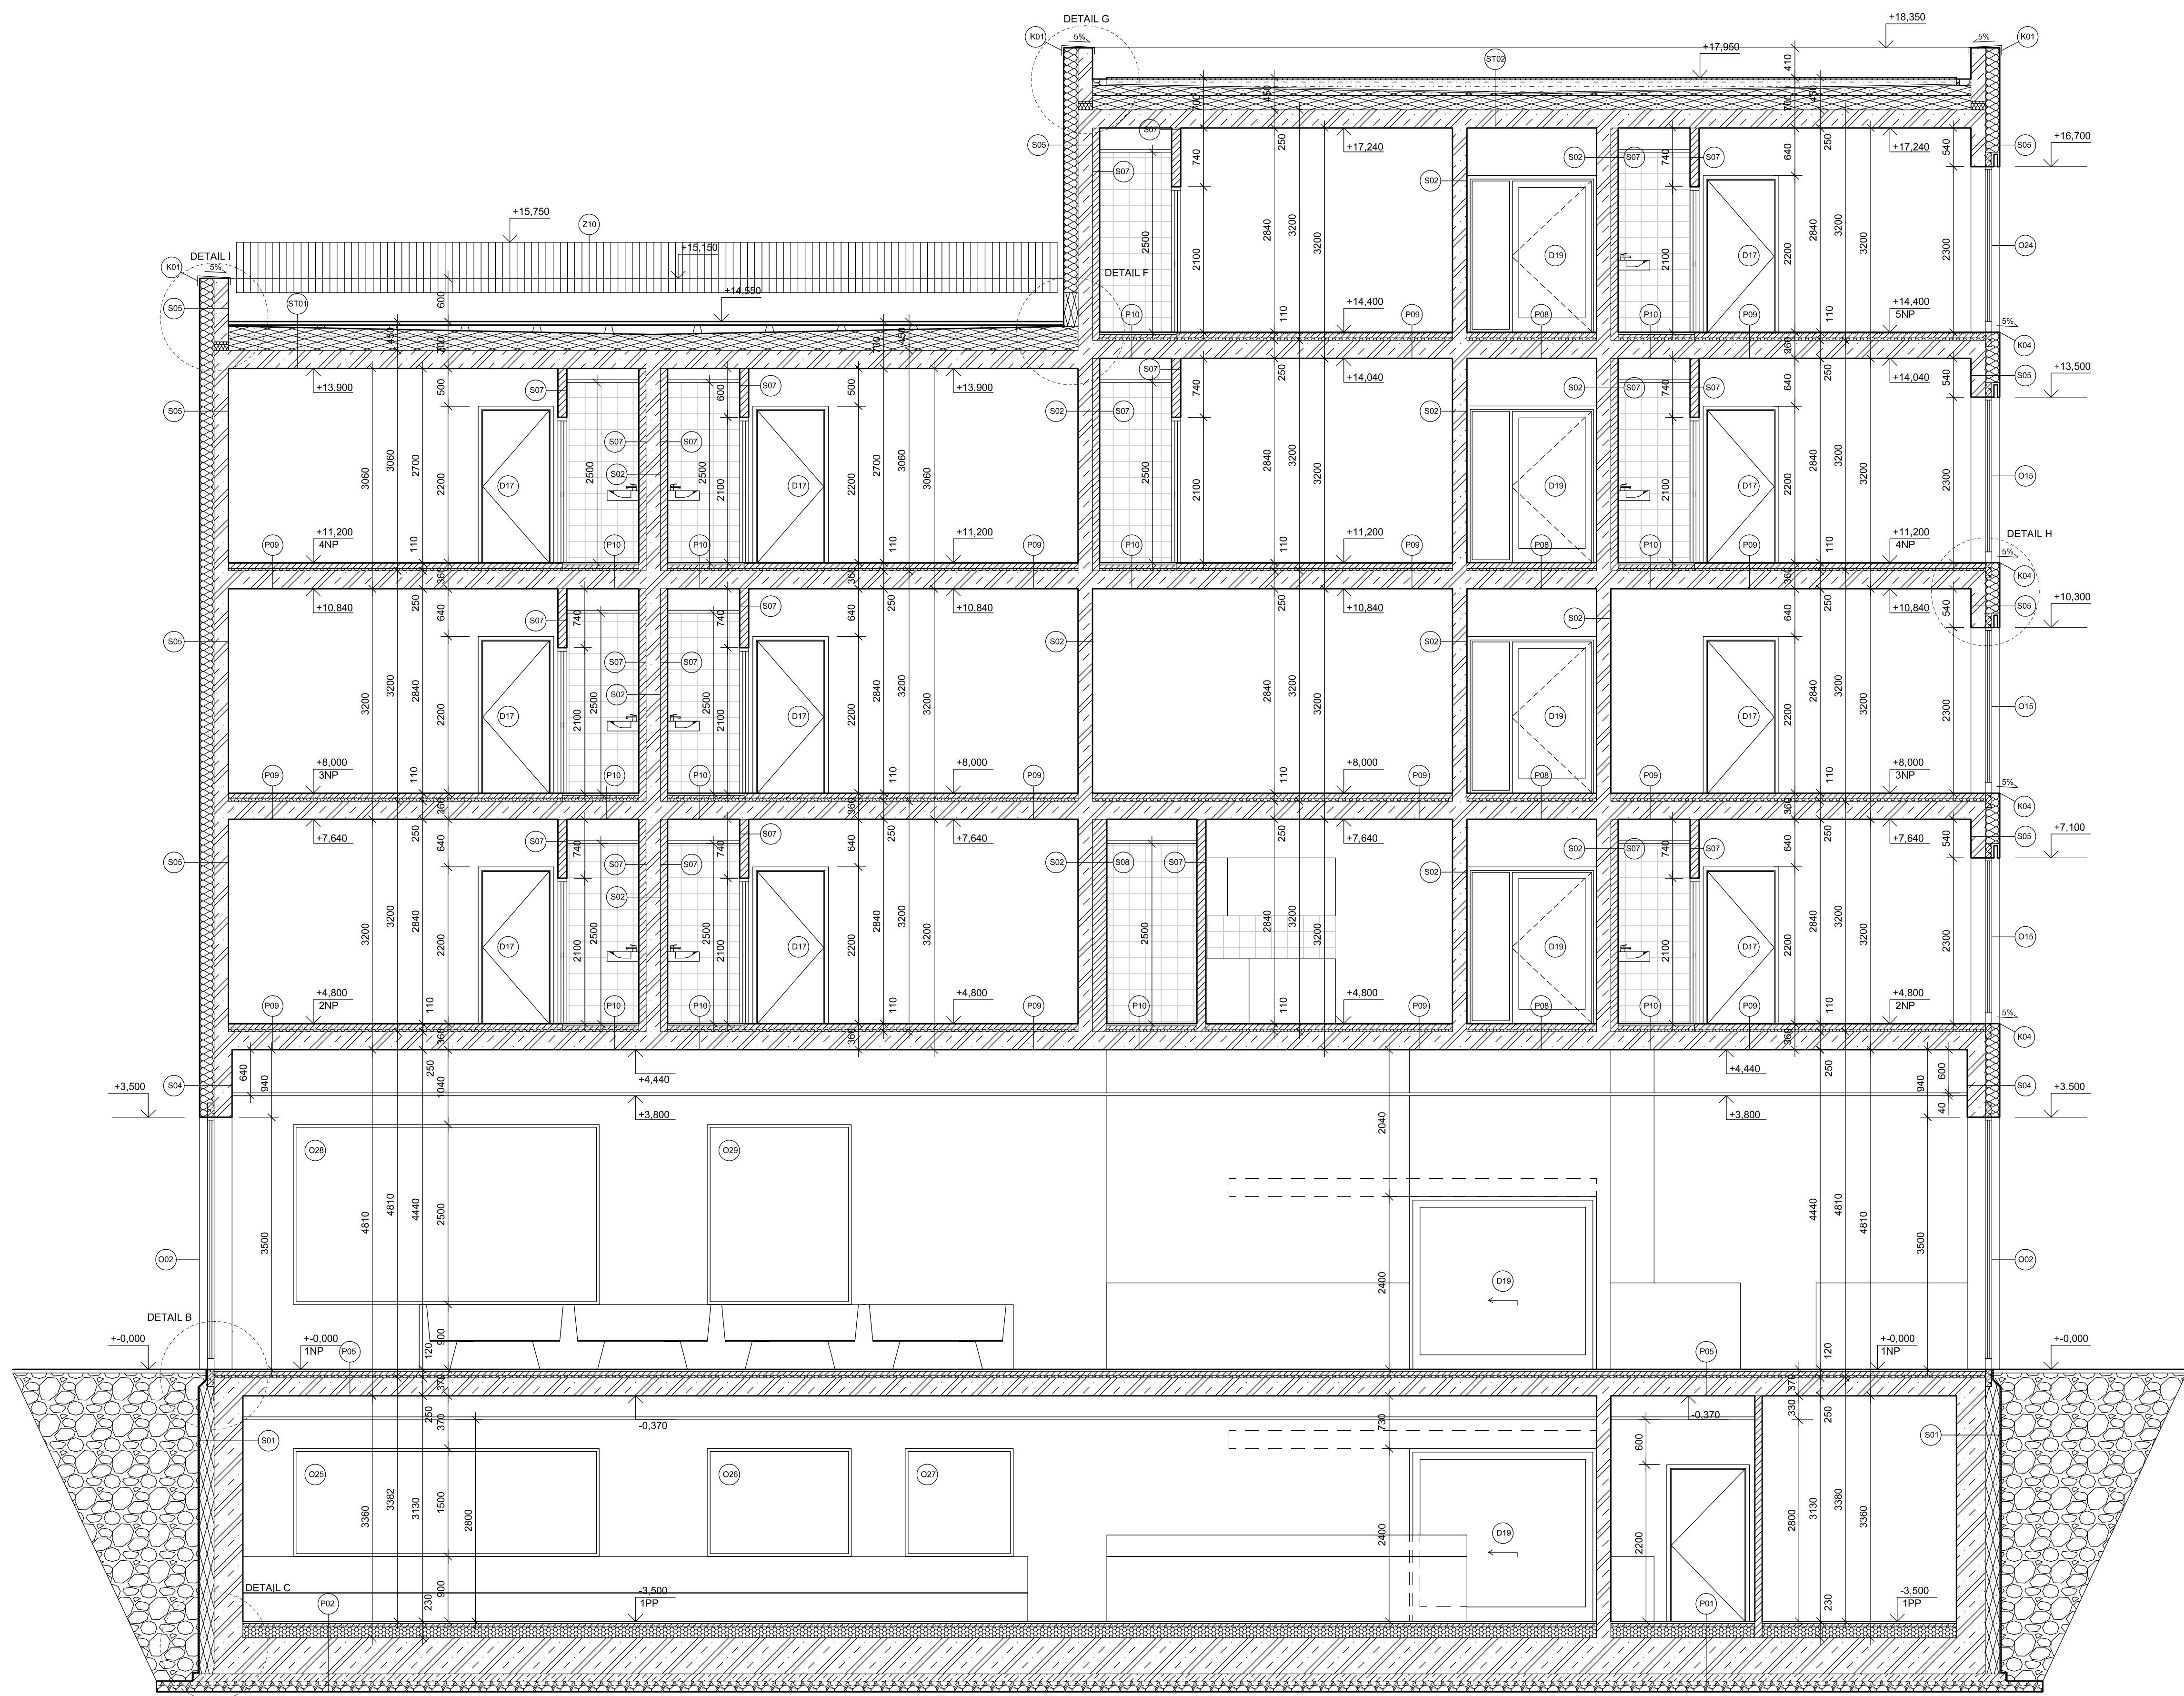 DETAIL G
+18,350
K01
5%
5%
K01
+17,950
ST02
410
700
450
700
450
S07
S05
740
250
+17,240
S02
S07
740
S07
640
250
+17,240
540
S05
+16,700
S07
S02
2500
2100
2840
3200
3200
D19
2100
D17
2200
2840
3200
3200
2300
O24
+15,750
Z10
+15,150
DETAIL I
K01
5%
DETAIL F
S05
ST01
600
+14,550
450
700
700
450
P10
110
+14,400
P09
P08
P10
P09
110
+14,400
5NP
5%
K04
360
S07
+13,900
500
S07
S07
600
500
+13,900
740
250
+14,040
S02
S07
740
S07
640
250
+14,040
540
S05
+13,500
S05
S02
S07
S02
S07
S07
S02
3060
3060
2700
2200
D17
2500
2500
2100
D17
2200
2700
3060
3060
2500
2100
2840
3200
3200
D19
2100
D17
2200
2840
3200
3200
2300
O15
DETAIL H
P09
+11,200
4NP
110
P10
P10
110
+11,200
P09
P10
110
+11,200
P09
P08
P10
P09
110
+11,200
4NP
5%
K04
360
360
360
+10,840
250
640
S07
740
740
S07
640
250
+10,840
250
+10,840
S02
640
250
+10,840
540
S05
+10,300
S05
S07
S07
S02
S02
S02
3200
3200
2840
2200
D17
2100
2500
2500
2100
D17
2200
2840
3200
3200
2840
3200
3200
D19
D17
2200
2840
3200
3200
2300
O15
P09
+8,000
3NP
110
P10
P10
110
+8,000
P09
110
+8,000
P09
P08
P09
110
+8,000
3NP
5%
K04
360
360
360
+7,640
250
640
S07
740
740
S07
640
250
+7,640
250
+7,640
S02
S07
740
S07
640
250
+7,640
540
S05
+7,100
S05
S07
S07
S02
S02
S08
S07
S02
3200
3200
2840
2200
D17
2100
2500
2500
2100
D17
2200
2840
3200
3200
2500
2840
3200
3200
D19
2100
D17
2200
2840
3200
3200
2300
O15
P09
+4,800
2NP
110
P10
P10
110
+4,800
P09
P10
110
+4,800
P09
P08
P10
P09
110
+4,800
2NP
5%
K04
360
360
360
+3,500
S04
640
940
250
1040
+4,440
+3,800
2040
+4,440
+3,800
250
940
600
40
S04
+3,500
O28
O29
O02
3500
4810
4810
4440
2500
2400
D19
4440
4810
4810
3500
O02
DETAIL B
+-0,000
+-0,000
1NP
P05
120
900
P05
120
+-0,000
1NP
+-0,000
370
370
250
370
-0,370
730
-0,370
330
250
S01
600
S01
O25
O26
O27
3360
3382
3130
1500
2800
2400
D19
2200
2800
3130
3380
3360
DETAIL C
P02
230
900
-3,500
1PP
P01
230
-3,500
1PP